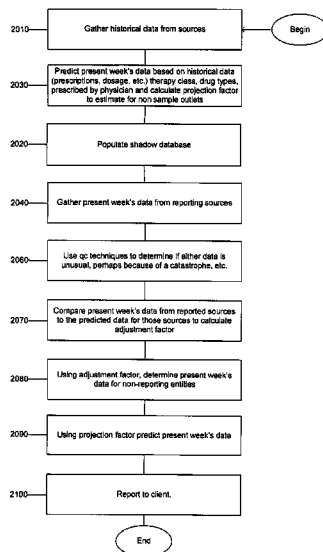 Begin
2010
Gather historical data from sources
2030
Predict present week's data based on historical data
(prescriptions, dosage, etc.) therapy class, drug types,
prescribed by physician and calculate projection factor
to estimate for non sample outlets
2020
Populate shadow database
2040
Gather present week's data from reporting sources
2060
Use qc techniques to determine if either data is
unusual, perhaps because of a catastrophe, etc.
2070
Compare present week's data from reported sources
to the predicted data for those sources to calculate
adjustment factor
2080
Using adjustment factor, determine present week's
data for non-reporting entities
2090
Using projection factor predict present week's data
2100
Report to client.
End